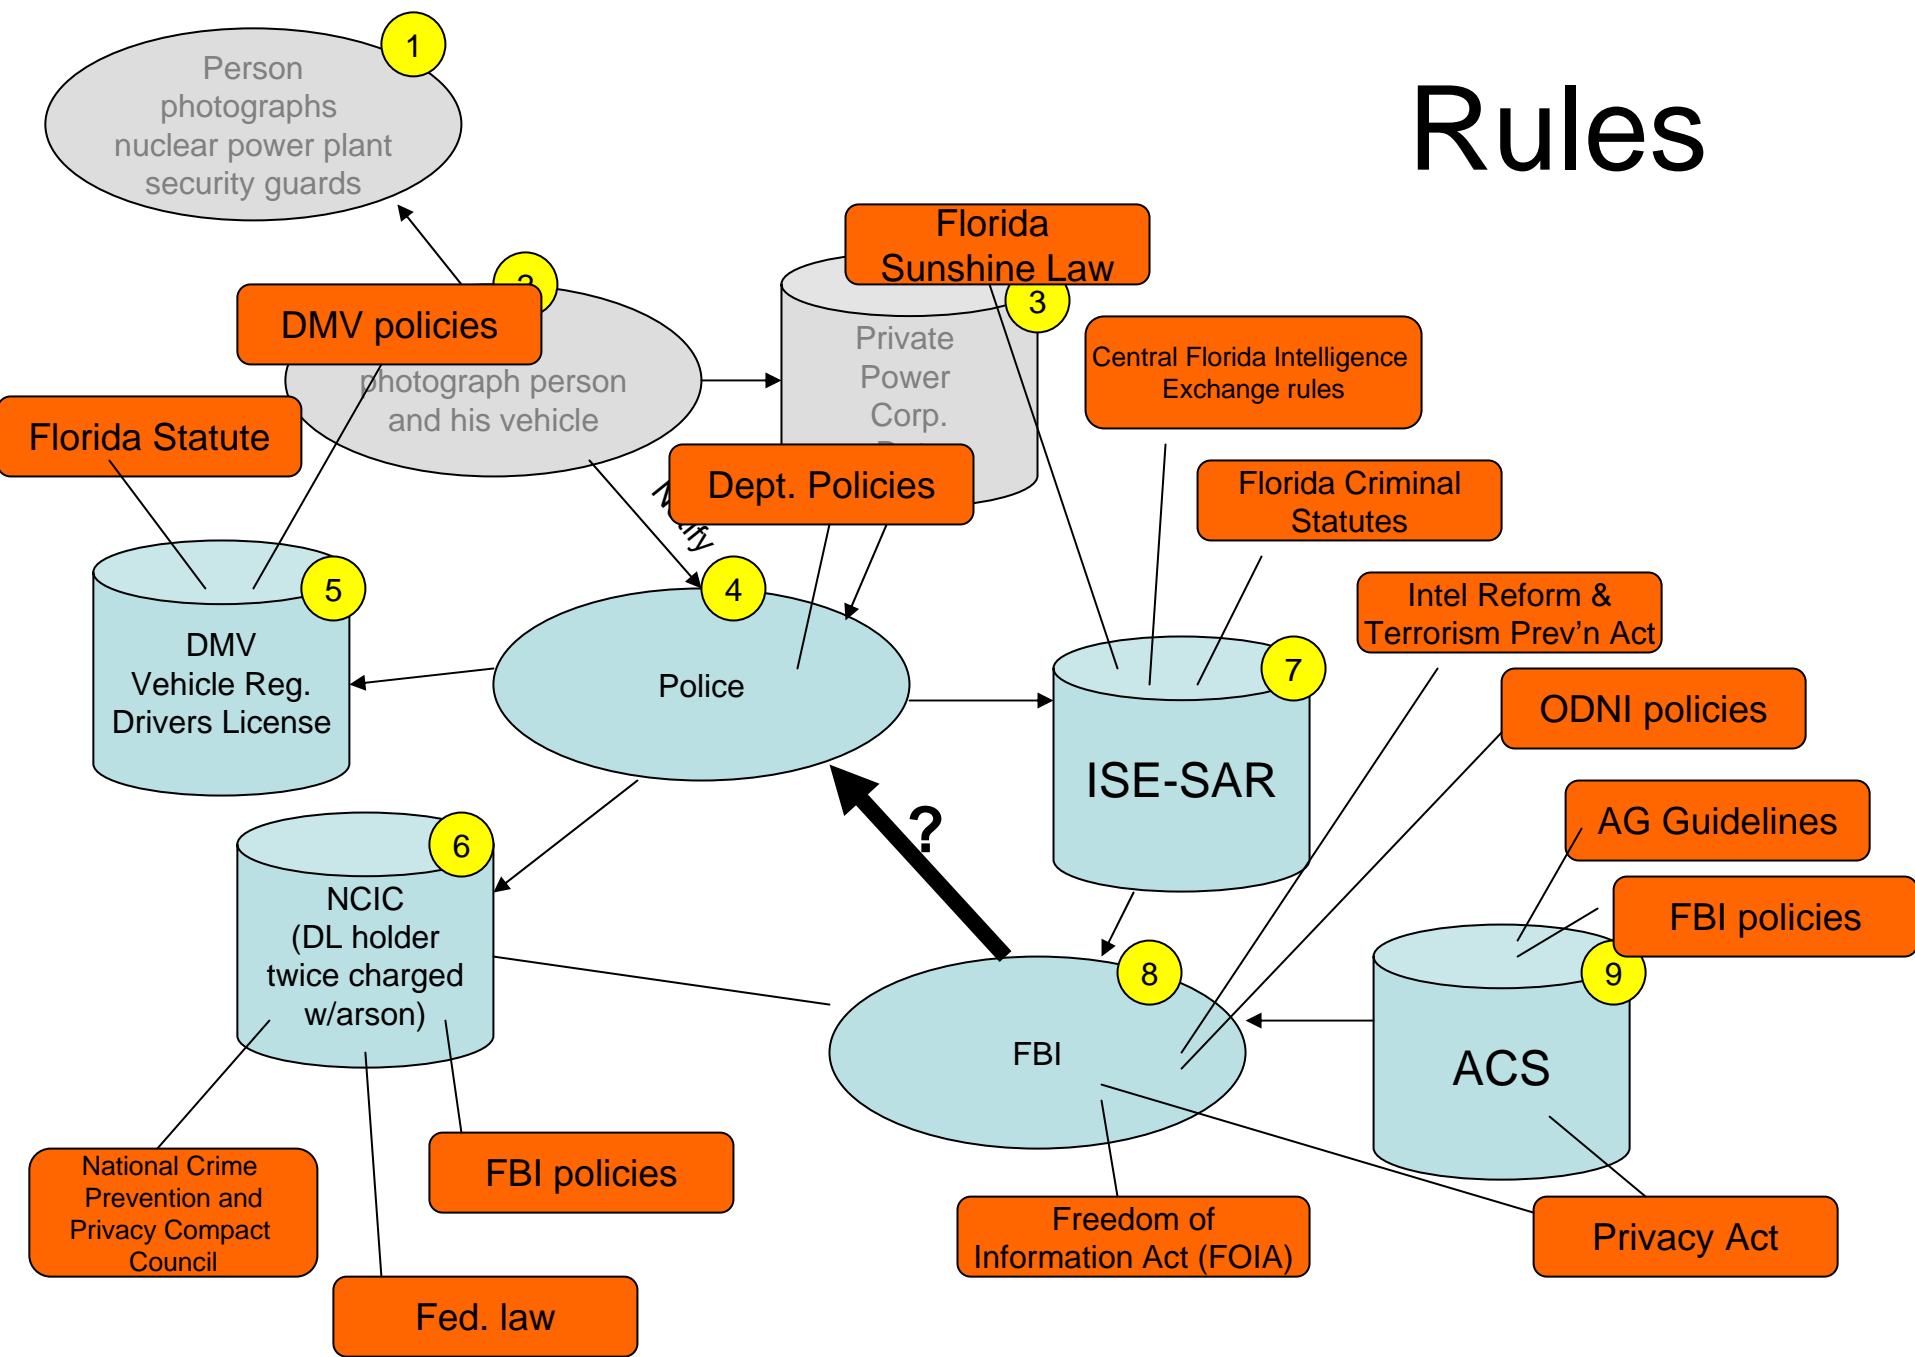 Rules
1
Person
photographs
nuclear power plant
security guards
Florida
Sunshine Law
DMV policies
3
photograph person
and his vehicle
Private
Power
Corp.
Central Florida Intelligence
Exchange rules
Florida Statute
Dept. Policies
Florida Criminal
Statutes
Intel Reform &
Terrorism Prev'n Act
5
DMV
Vehicle Reg.
Drivers License
4
Police
7
ISE-SAR
ODNI policies
AG Guidelines
?
6
NCIC
(DL holder
twice charged
w/arson)
FBI policies
9
8
FBI
ACS
National Crime
Prevention and
Privacy Compact
Council
FBI policies
Freedom of
Information Act (FOIA)
Privacy Act
Fed. law